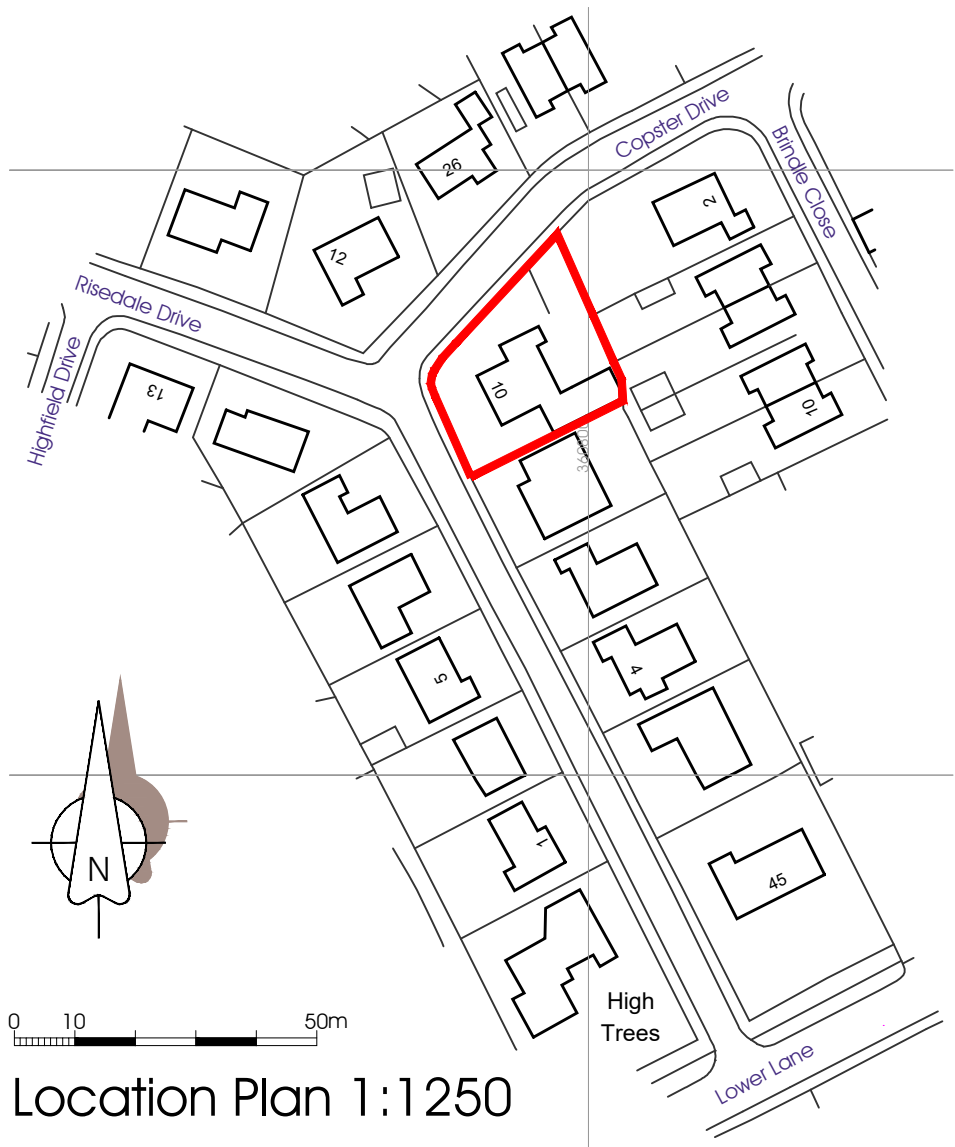 Copster Drive
Brindle Close
26
2
12
Risedale Drive
Highfield Drive
13
10
10
5
4
1
45
N
High
Trees
0 10 50m
Lower Lane
Location Plan 1:1250